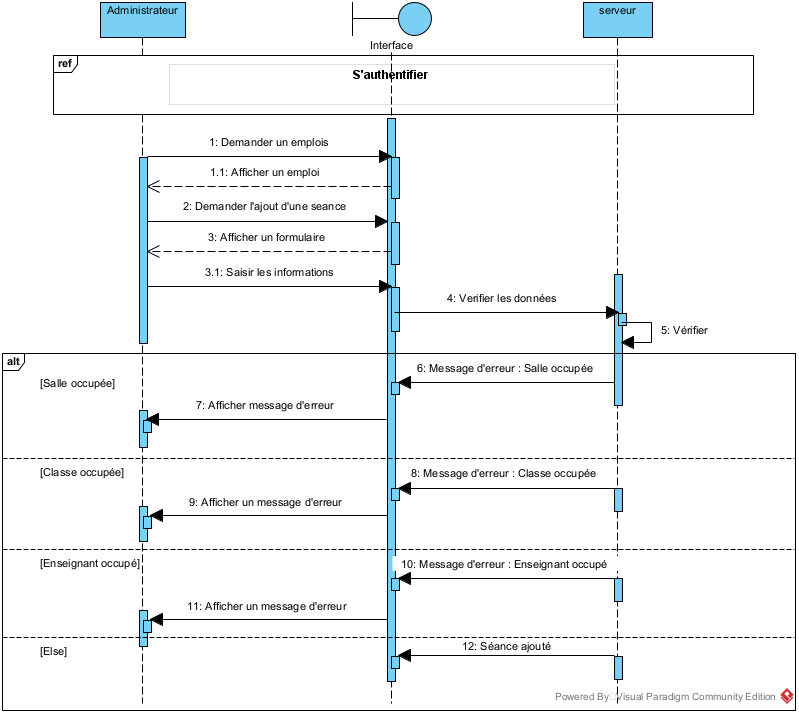 Administrateur
Interface
serveur
ref
S'authentifier
1: Demander un emplois
1.1: Afficher un emploi
2: Demander l'ajout d'une seance
3: Afficher un formulaire
3.1: Saisir les informations
4: Verifier les données
5: Vérifier
alt
6: Message d'erreur : Salle occupée
[Salle occupée]
7: Afficher message d'erreur
[Classe occupée]
8: Message d'erreur : Classe occupée
9: Afficher un message d'erreur
[Enseignant occupé]
10: Message d'erreur : Enseignant occupé
11: Afficher un message d'erreur
[Else]
12: Séance ajouté
Powered By Visual Paradigm Community Edition